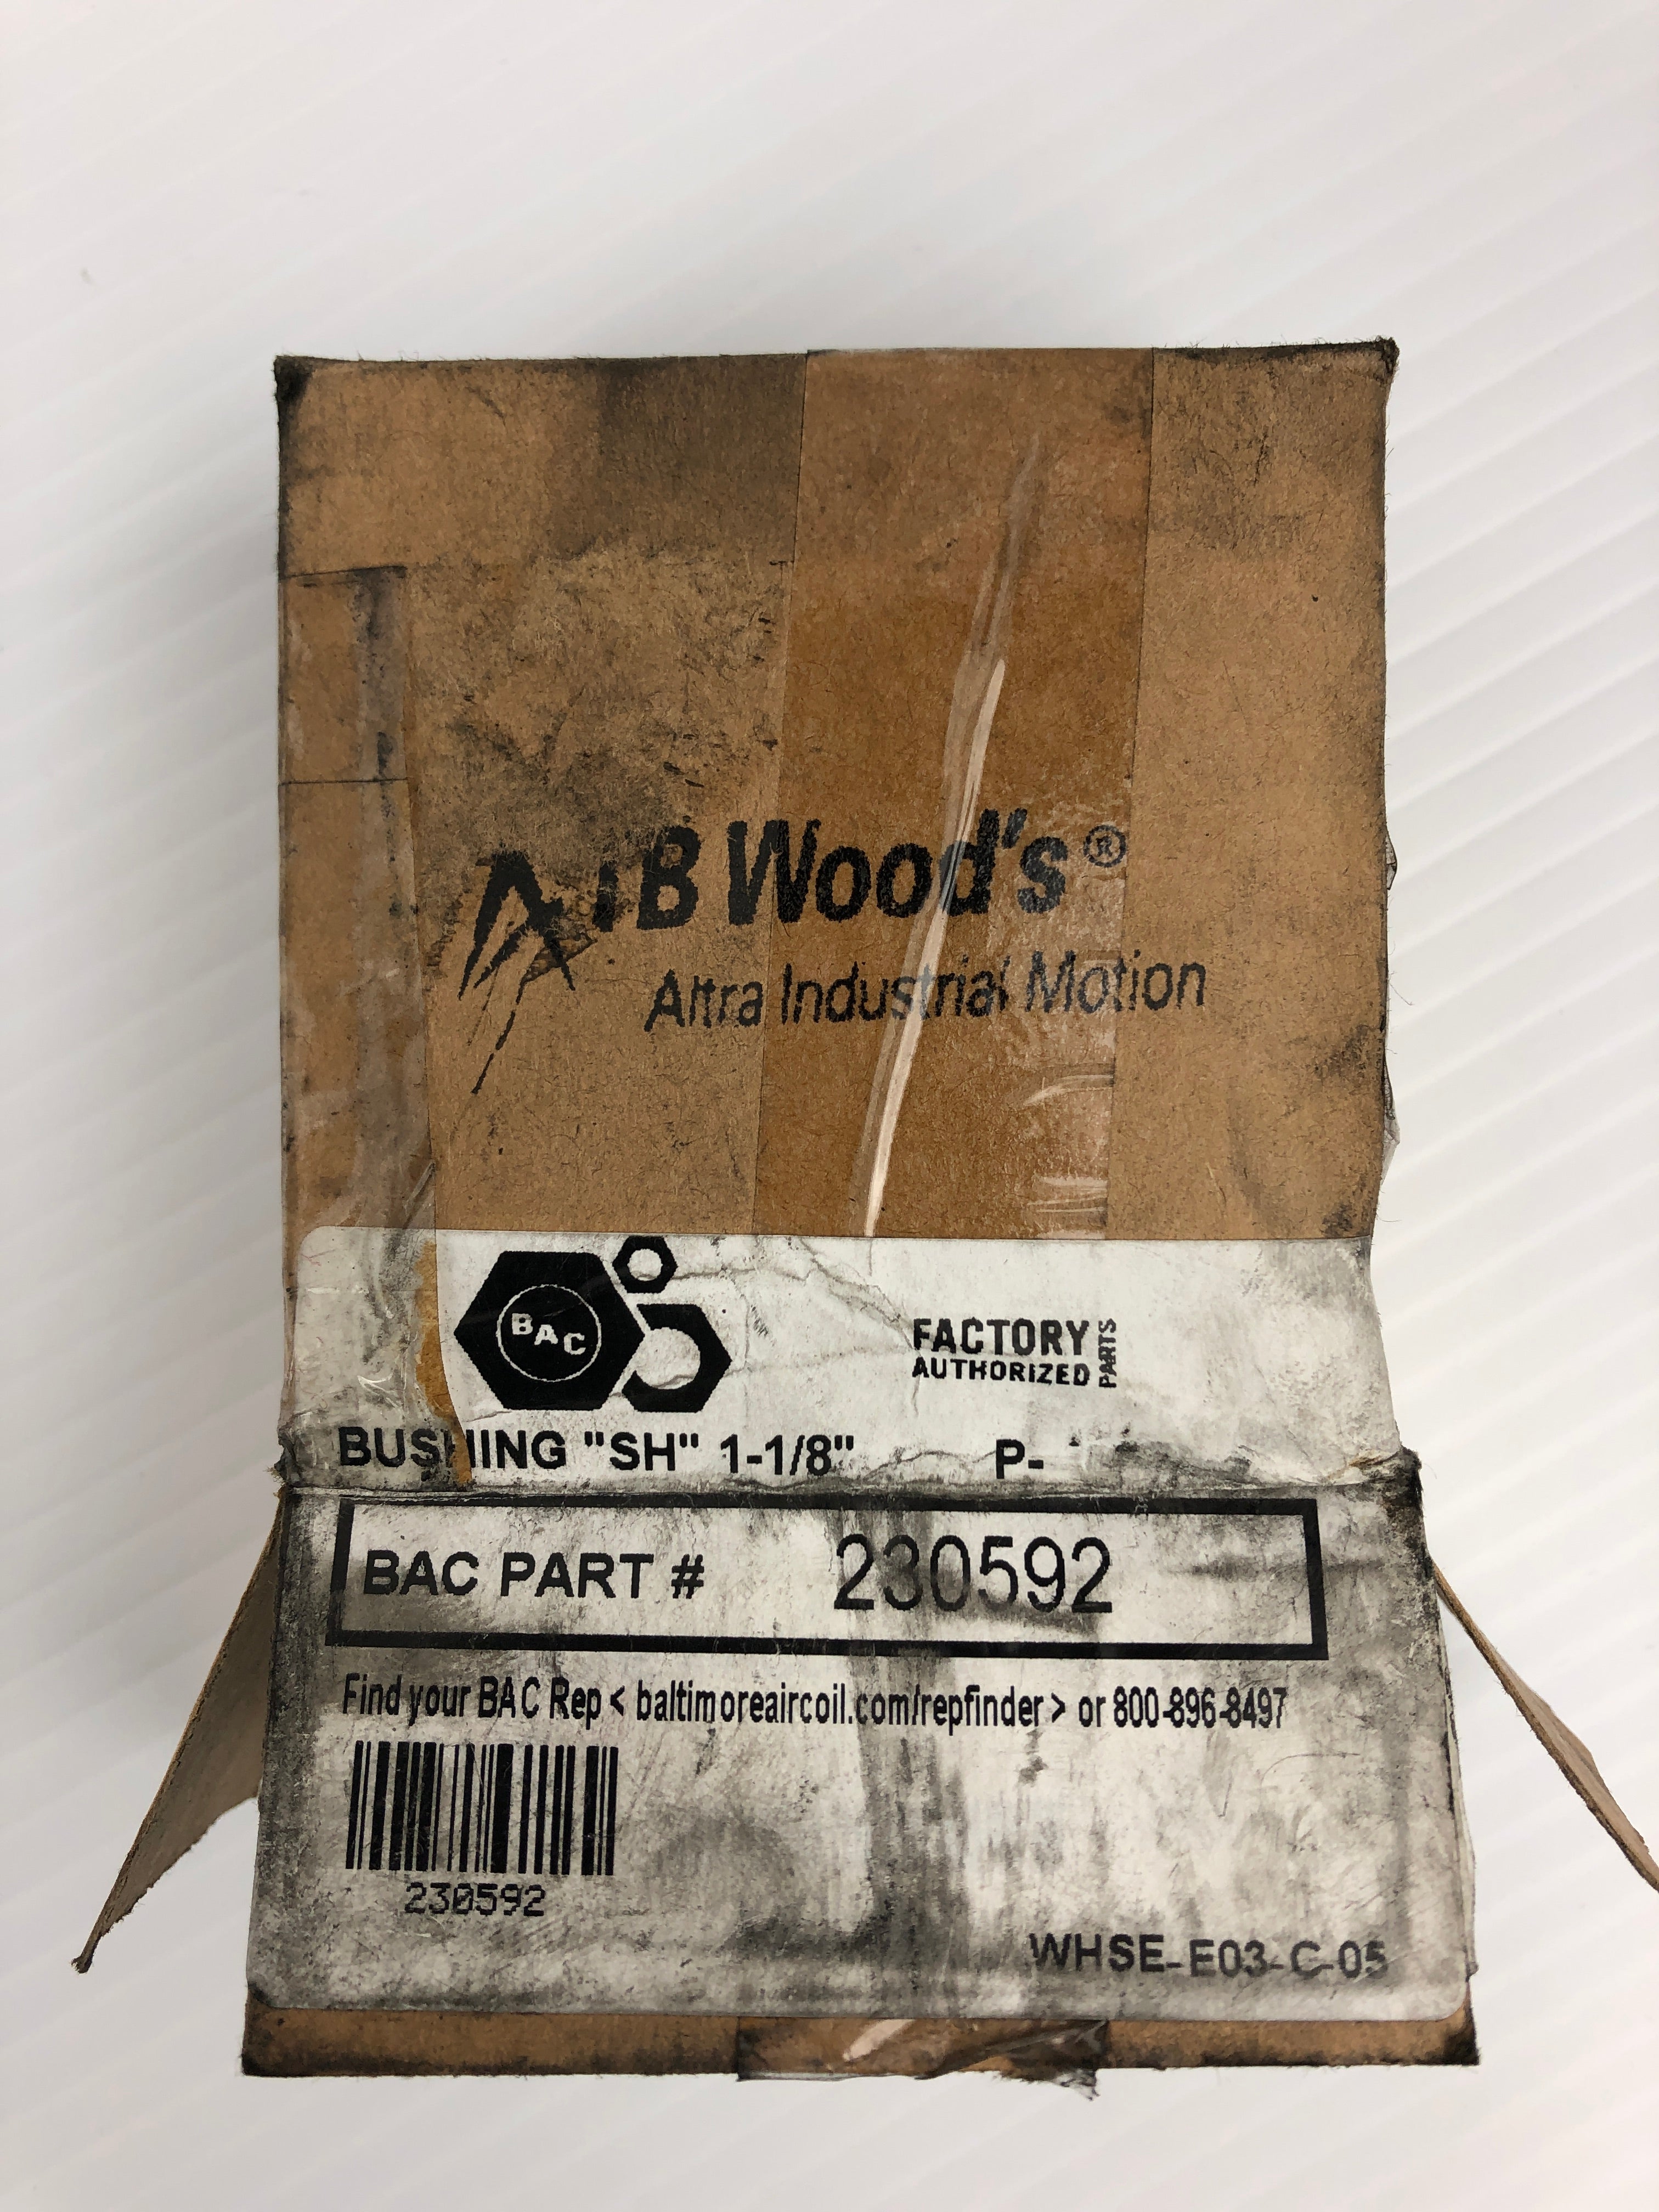 TB Wood's®
Altra Industrial Motion
BAC
FACTORY
AUTHORIZED
PARTS
BUSHING "SH" 1-1/8" P-
BAC PART # 230592
Find your BAC Rep < baltimoreaircoil.com/repfinder > or 800-896-8497
230592
WHSE-E03-C-05